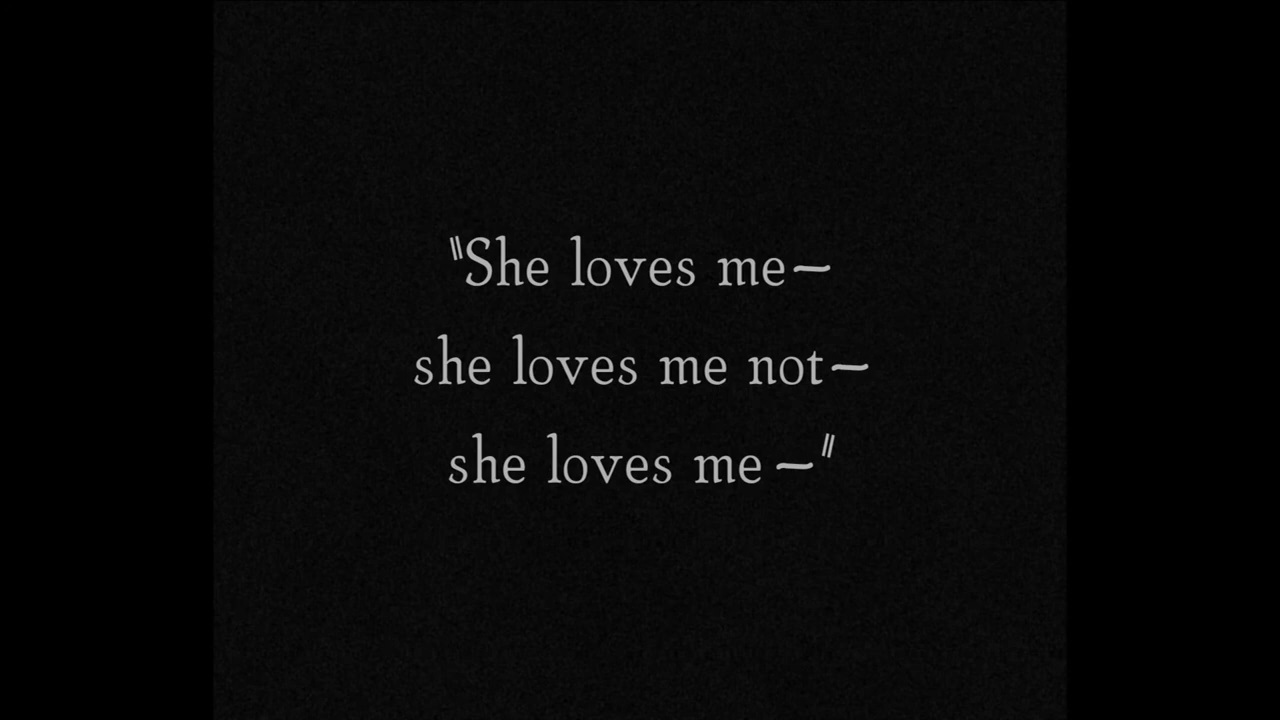 "She loves me—
she loves me not—
she loves me —"